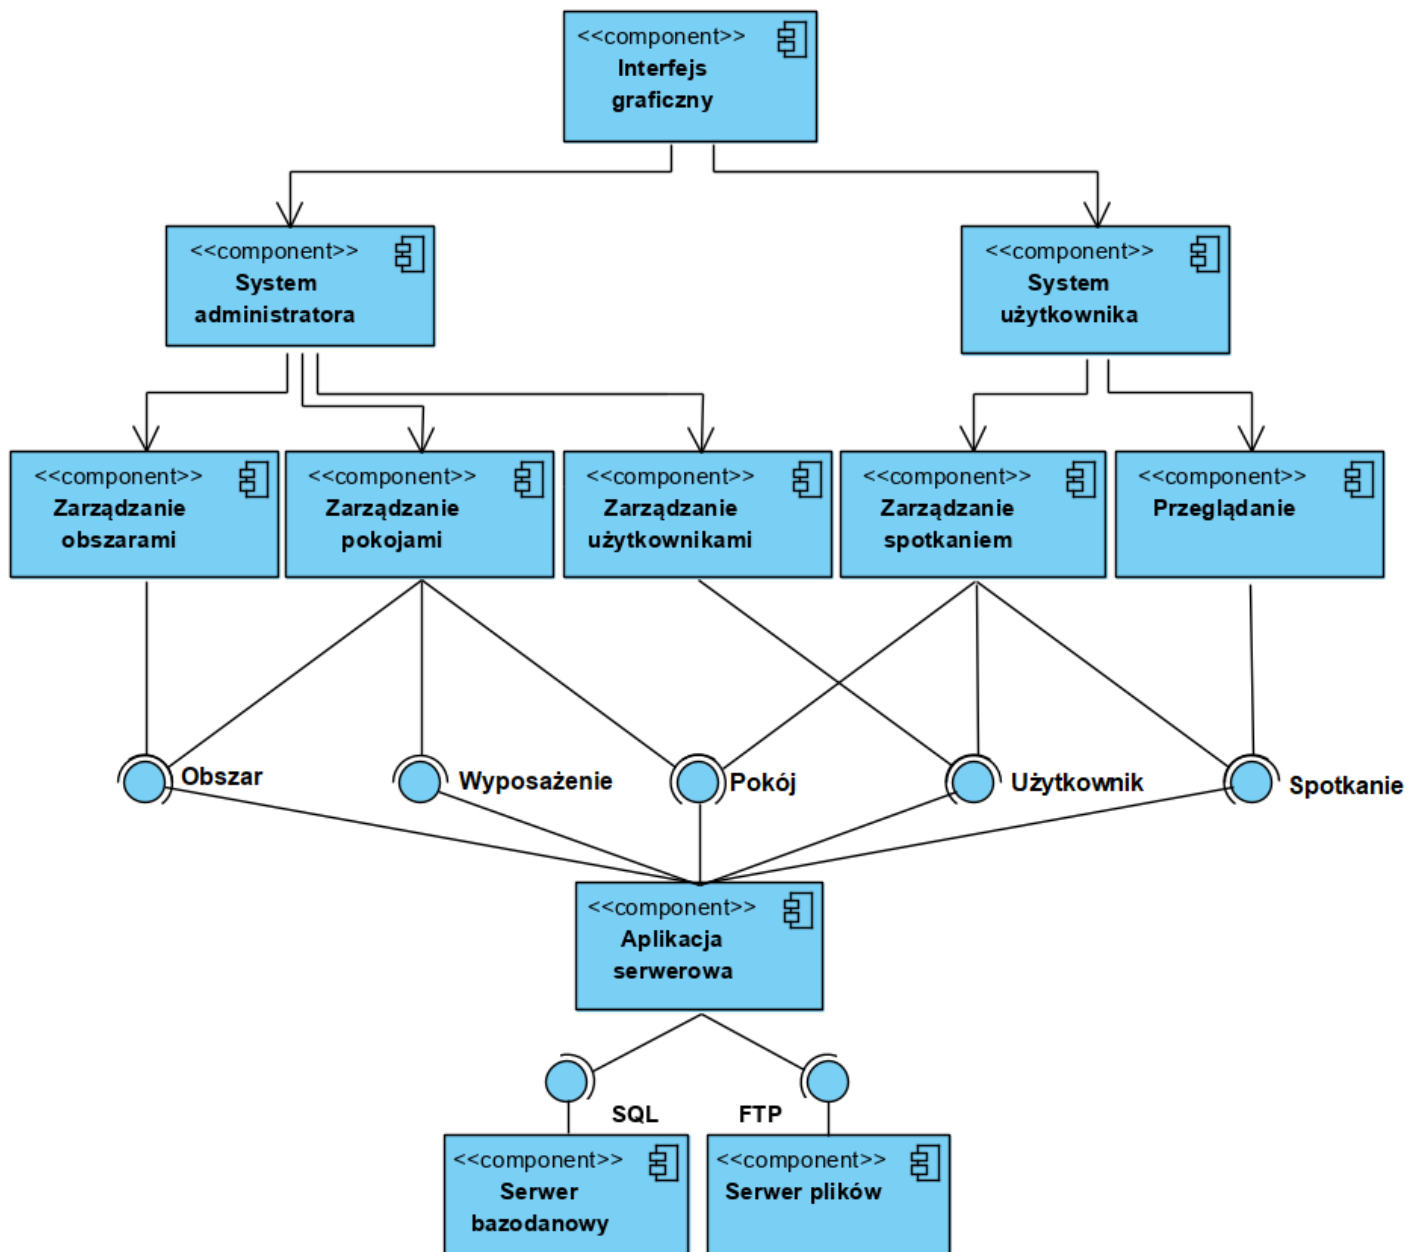 <<component>>
Interfejs
graficzny
<<component>>
System
administratora
<<component>>
System
użytkownika
<<component>>
Zarządzanie
obszarami
<<component>>
Zarządzanie
pokojami
<<component>>
Zarządzanie
użytkownikami
<<component>>
Zarządzanie
spotkaniem
<<component>>
Przeglądanie
Obszar
Wyposażenie
Pokój
Użytkownik
Spotkanie
<<component>>
Aplikacja
serwerowa
SQL
FTP
<<component>>
Serwer
bazodanowy
<<component>>
Serwer plików